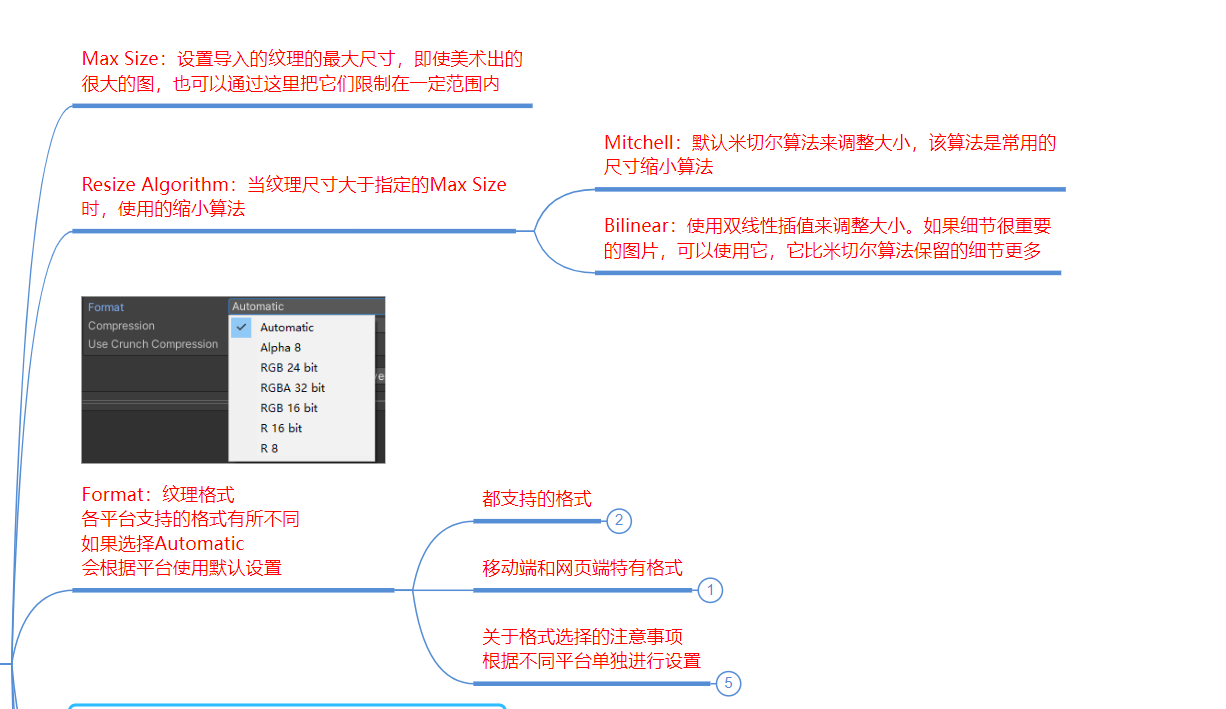 Max Size：设置导入的纹理的最大尺寸，即使美术出的
很大的图，也可以通过这里把它们限制在一定范围内
Resize Algorithm：当纹理尺寸大于指定的Max Size
时，使用的缩小算法
Mitchell：默认米切尔算法来调整大小，该算法是常用的
尺寸缩小算法
Bilinear：使用双线性插值来调整大小。如果细节很重要
的图片，可以使用它，它比米切尔算法保留的细节更多
Format
Automatic
Compression
Use Crunch Compression
Automatic
Alpha 8
RGB 24 bit
RGBA 32 bit
RGB 16 bit
R 16 bit
R 8
Format：纹理格式
各平台支持的格式有所不同
如果选择Automatic
会根据平台使用默认设置
都支持的格式
2
移动端和网页端特有格式
1
关于格式选择的注意事项
根据不同平台单独进行设置
5